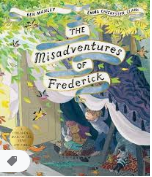 BEN MANLEY
EMMA CHICHESTER CLARK
THE
Misadventures
OF
Frederick